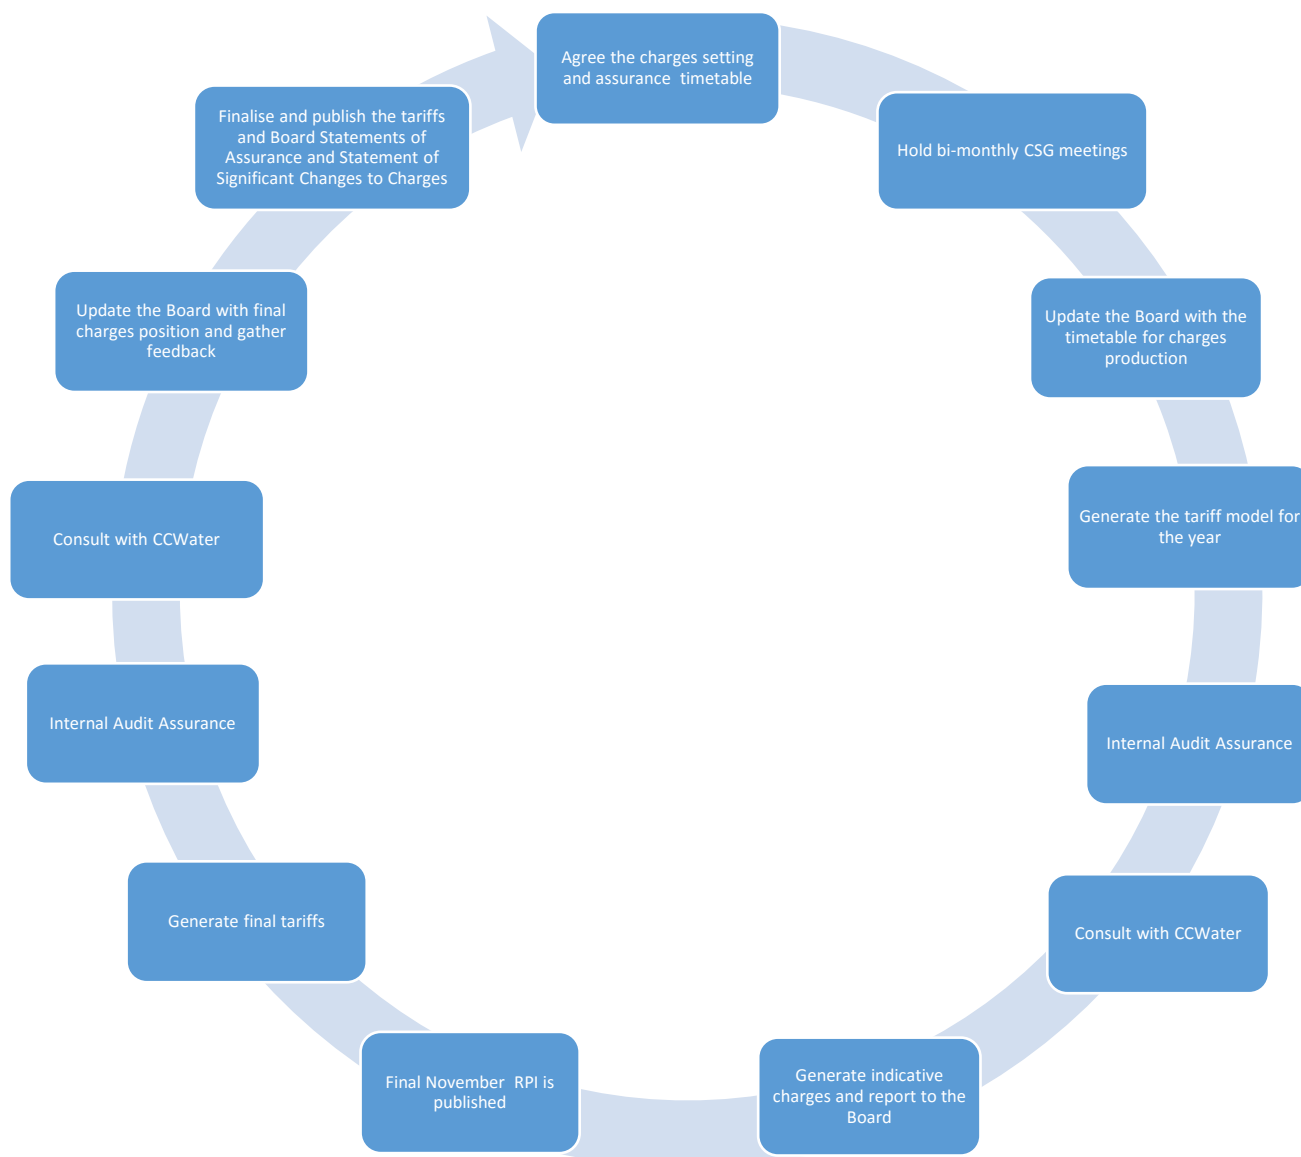 Agree the charges setting
and assurance timetable
Hold bi-monthly CSG meetings
Update the Board with the
timetable for charges
production
Generate the tariff model for
the year
Internal Audit Assurance
Consult with CCWater
Generate indicative
charges and report to the
Board
Final November RPI is
published
Generate final tariffs
Internal Audit Assurance
Consult with CCWater
Update the Board with final
charges position and gather
feedback
Finalise and publish the tariffs
and Board Statements of
Assurance and Statement of
Significant Changes to Charges